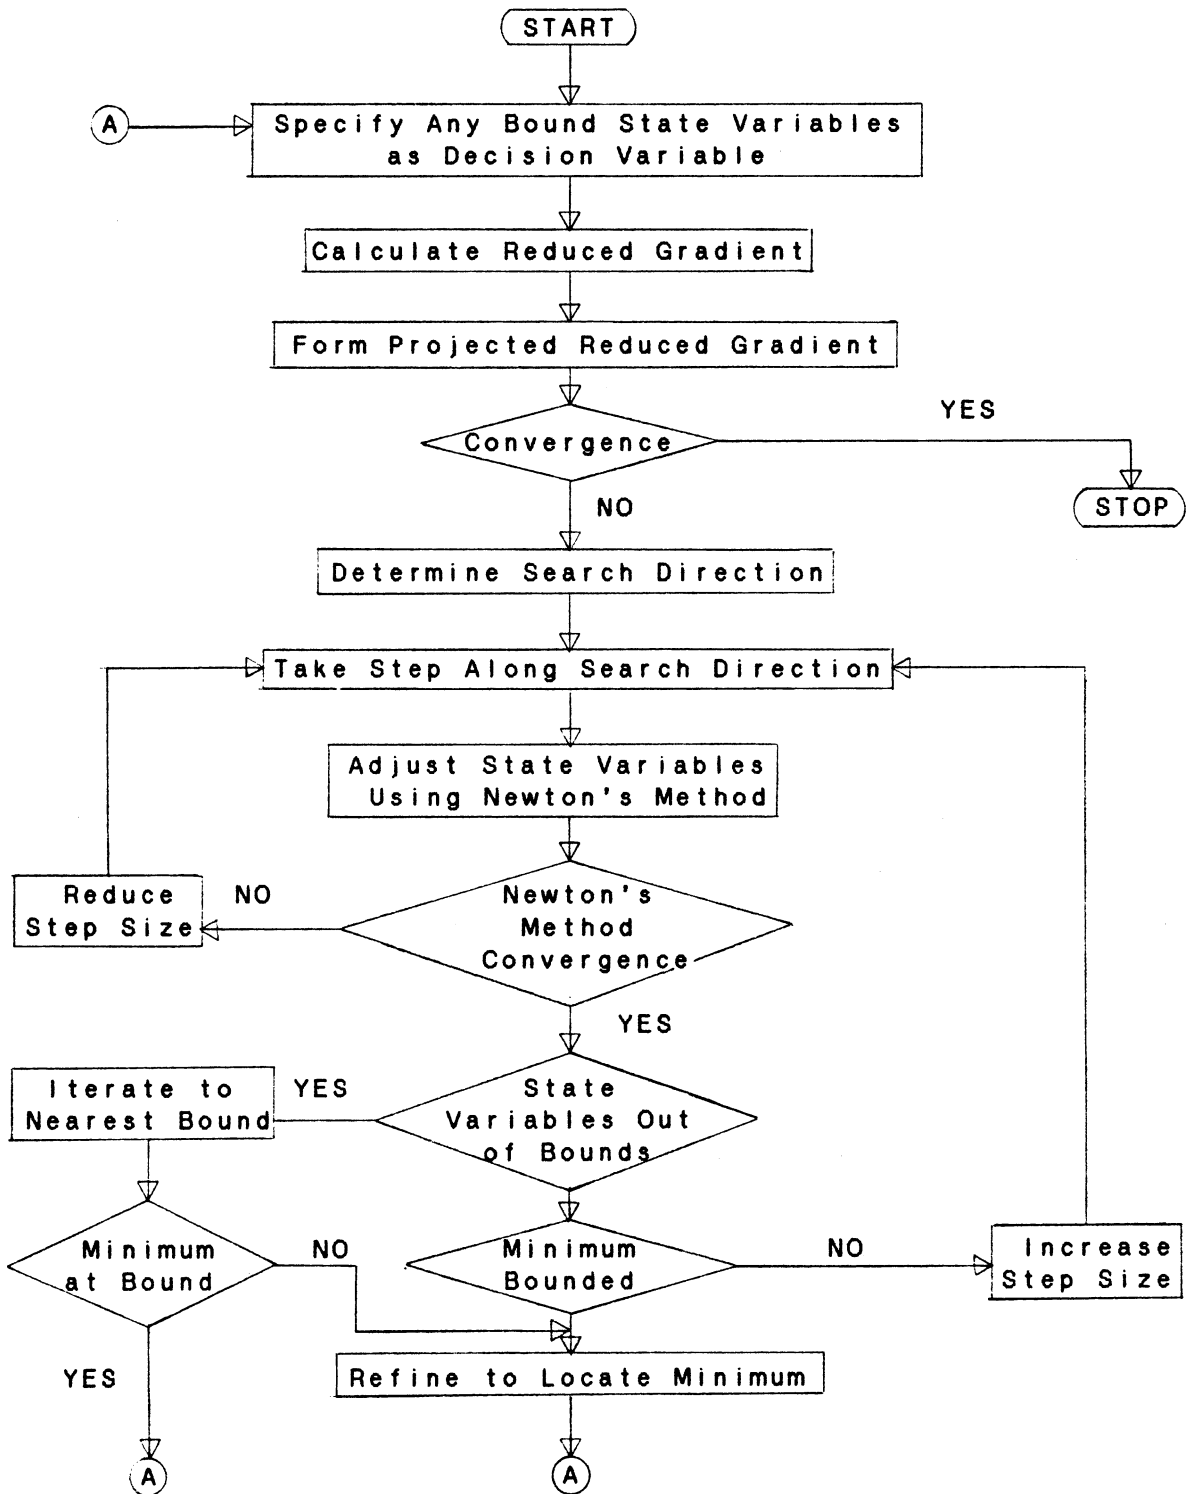 START
A
Specify Any Bound State Variables
as Decision Variable
Calculate Reduced Gradient
Form Projected Reduced Gradient
YES
Convergence
STOP
NO
Determine Search Direction
Take Step Along Search Direction
Adjust State Variables
Using Newton's Method
Reduce
Step Size
NO
Newton's
Method
Convergence
YES
Iterate to
Nearest Bound
YES
State
Variables Out
of Bounds
Minimum
at Bound
NO
Minimum
Bounded
NO
Increase
Step Size
YES
Refine to Locate Minimum
A
A